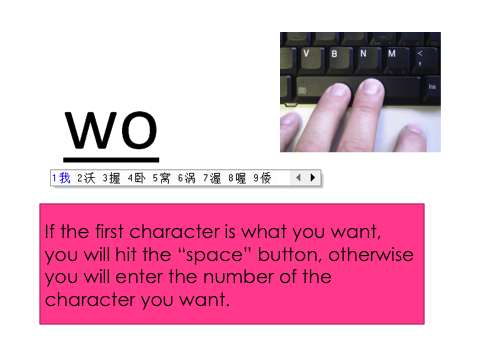 V B N M <
,
Ins
wo
1我 2沃 3握 4卧 5窝 6涡 7渥 8喔 9倭
If the first character is what you want,
you will hit the “space” button, otherwise
you will enter the number of the
character you want.